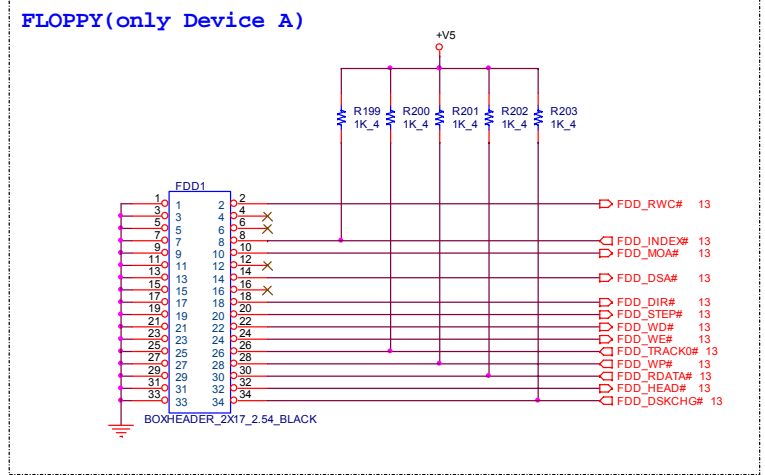 FLOPPY(only Device A)
+V5
R199 R200 R201 R202 R203
1K_4 1K_4 1K_4 1K_4 1K_4
FDD1
1 1 2 2 FDD_RWC# 13
3 3 4 4
5 5 6 6
7 7 8 8 FDD_INDEX# 13
9 9 10 10 FDD_MOA# 13
11 11 12 12
13 13 14 14 FDD_DSA# 13
15 15 16 16
17 17 18 18 FDD_DIR# 13
19 19 20 20 FDD_STEP# 13
21 21 22 22 FDD_WD# 13
23 23 24 24 FDD_WE# 13
25 25 26 26 FDD_TRACK0# 13
27 27 28 28 FDD_WP# 13
29 29 30 30 FDD_RDATA# 13
31 31 32 32 FDD_HEAD# 13
33 33 34 34 FDD_DSKCHG# 13
BOXHEADER_2X17_2.54_BLACK